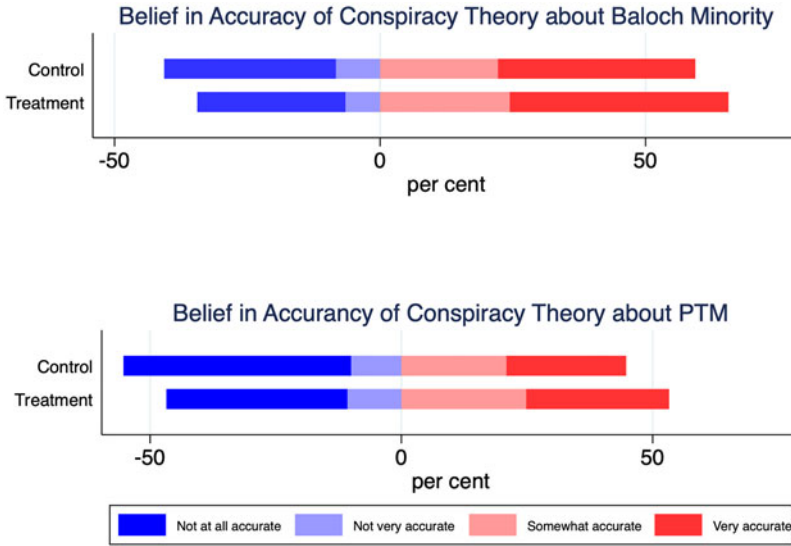 Belief in Accuracy of Conspiracy Theory about Baloch Minority
Control
Treatment
-50 0 50
per cent
Belief in Accurancy of Conspiracy Theory about PTM
Control
Treatment
-50 0 50
per cent
Not at all accurate Not very accurate Somewhat accurate Very accurate